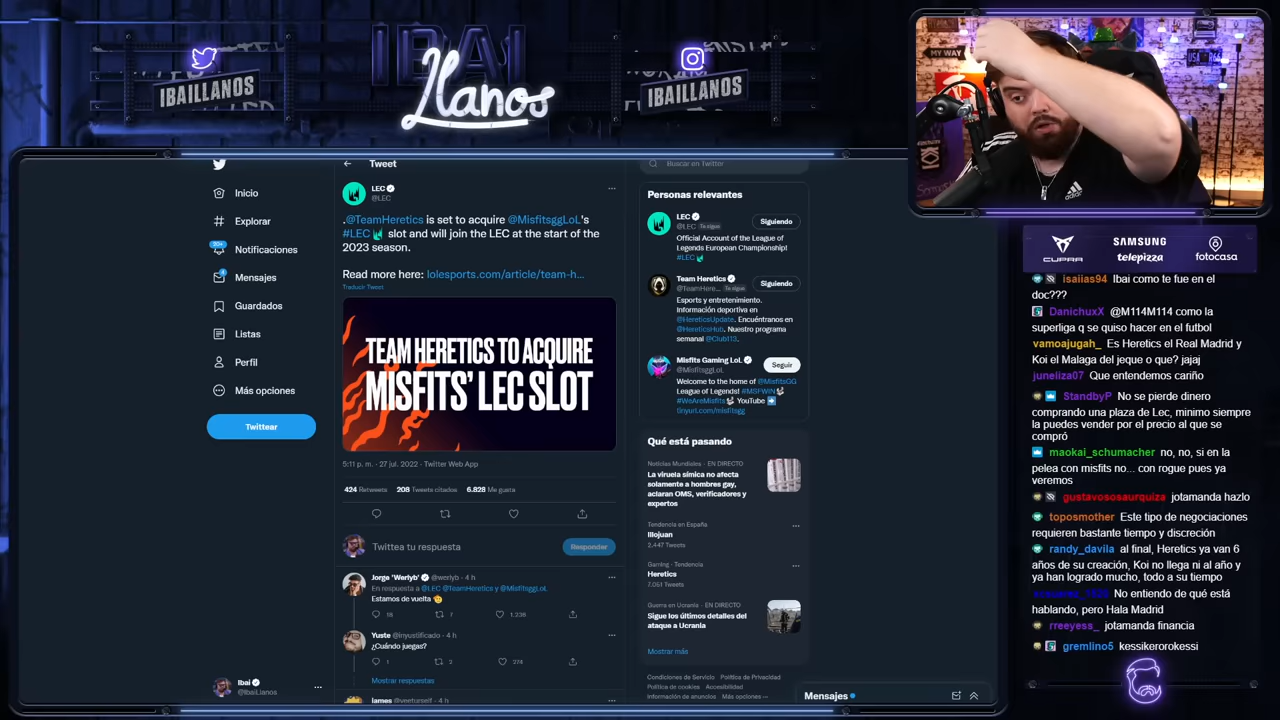 IBAI
Llanos
IBAILLANOS
IBAILLANOS
MY WAY
Tweet
Buscar en Twitter
Inicio
Explorar
20+
Notificaciones
Mensajes
Guardados
Listas
Perfil
Más opciones
Twittear
Ibai
@IbaiLlanos
LEC
@LEC
.@TeamHeretics is set to acquire @MisfitsggLoL's
#LEC slot and will join the LEC at the start of the
2023 season.
Read more here: lolesports.com/article/team-h…
Traducir Tweet
TEAM HERETICS TO ACQUIRE
MISFITS' LEC SLOT
5:11 p. m. · 27 jul. 2022 · Twitter Web App
424 Retweets 208 Tweets citados 6.828 Me gusta
Twittea tu respuesta
Responder
Jorge 'Werlyb' @werlyb · 4 h
En respuesta a @LEC @TeamHeretics y @MisfitsggLoL
Estamos de vuelta
18 7 1.236
Yuste @inyustificado · 4 h
¿Cuándo juegas?
1 2 274
Mostrar respuestas
James @veeturself · 4 h
Personas relevantes
LEC
@LEC Te sigue
Siguiendo
Official Account of the League of
Legends European Championship!
#LEC
Team Heretics
@TeamHere... Te sigue
Siguiendo
Esports y entretenimiento.
Información deportiva en
@HereticsUpdate. Encuéntranos en
@HereticsHub. Nuestro programa
semanal @Club113.
Misfits Gaming LoL
@MisfitsggLoL
Seguir
Welcome to the home of @MisfitsGG
League of Legends! #MSFWIN
#WeAreMisfits YouTube
tinyurl.com/misfitsgg
Qué está pasando
Noticias Mundiales · EN DIRECTO
La viruela símica no afecta
solamente a hombres gay,
aclaran OMS, verificadores y
expertos
Tendencia en España
Illojuan
2.447 Tweets
Gaming · Tendencia
Heretics
7.051 Tweets
Guerra en Ucrania · EN DIRECTO
Sigue los últimos detalles del
ataque a Ucrania
Mostrar más
Condiciones de Servicio Política de Privacidad
Política de cookies Accesibilidad
Información de anuncios Más opciones
Mensajes
adidas
CUPRA
SAMSUNG
telepizza
fotocasa
isaiias94 Ibai como te fue en el
doc???
DanichuxX @M114M114 como la
superliga q se quiso hacer en el futbol
vamoajugah_ Es Heretics el Real Madrid y
Koi el Malaga del jeque o que? jajaj
juneliza07 Que entendemos cariño
StandbyP No se pierde dinero
comprando una plaza de Lec, minimo siempre
la puedes vender por el precio al que se
compró
maokai_schumacher no, no, si en la
pelea con misfits no... con rogue pues ya
veremos
gustavososaurquiza jotamanda hazlo
toposmother Este tipo de negociaciones
requieren bastante tiempo y discreción
randy_davila al final, Heretics ya van 6
años de su creación, Koi no llega ni al año y
ya han logrado mucho, todo a su tiempo
No entiendo de qué está
hablando, pero Hala Madrid
rreeyess_ jotamanda financia
gremlino5 kessikerorokessi